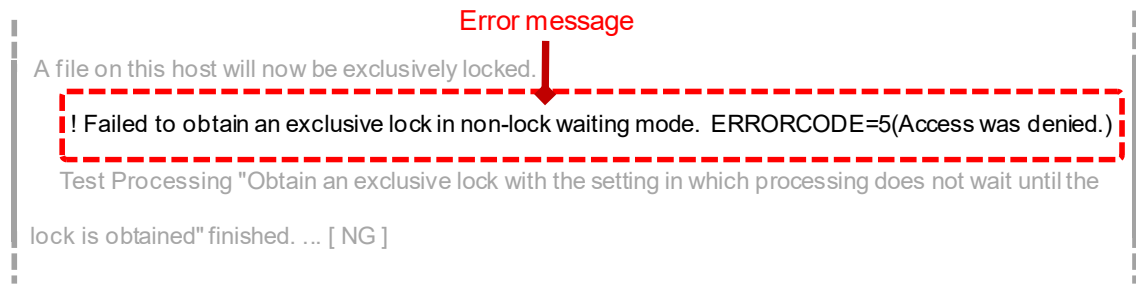 Error message
A file on this host will now be exclusively locked.
! Failed to obtain an exclusive lock in non-lock waiting mode. ERRORCODE=5(Access was denied.)
Test Processing "Obtain an exclusive lock with the setting in which processing does not wait until the
lock is obtained" finished. ... [ NG ]